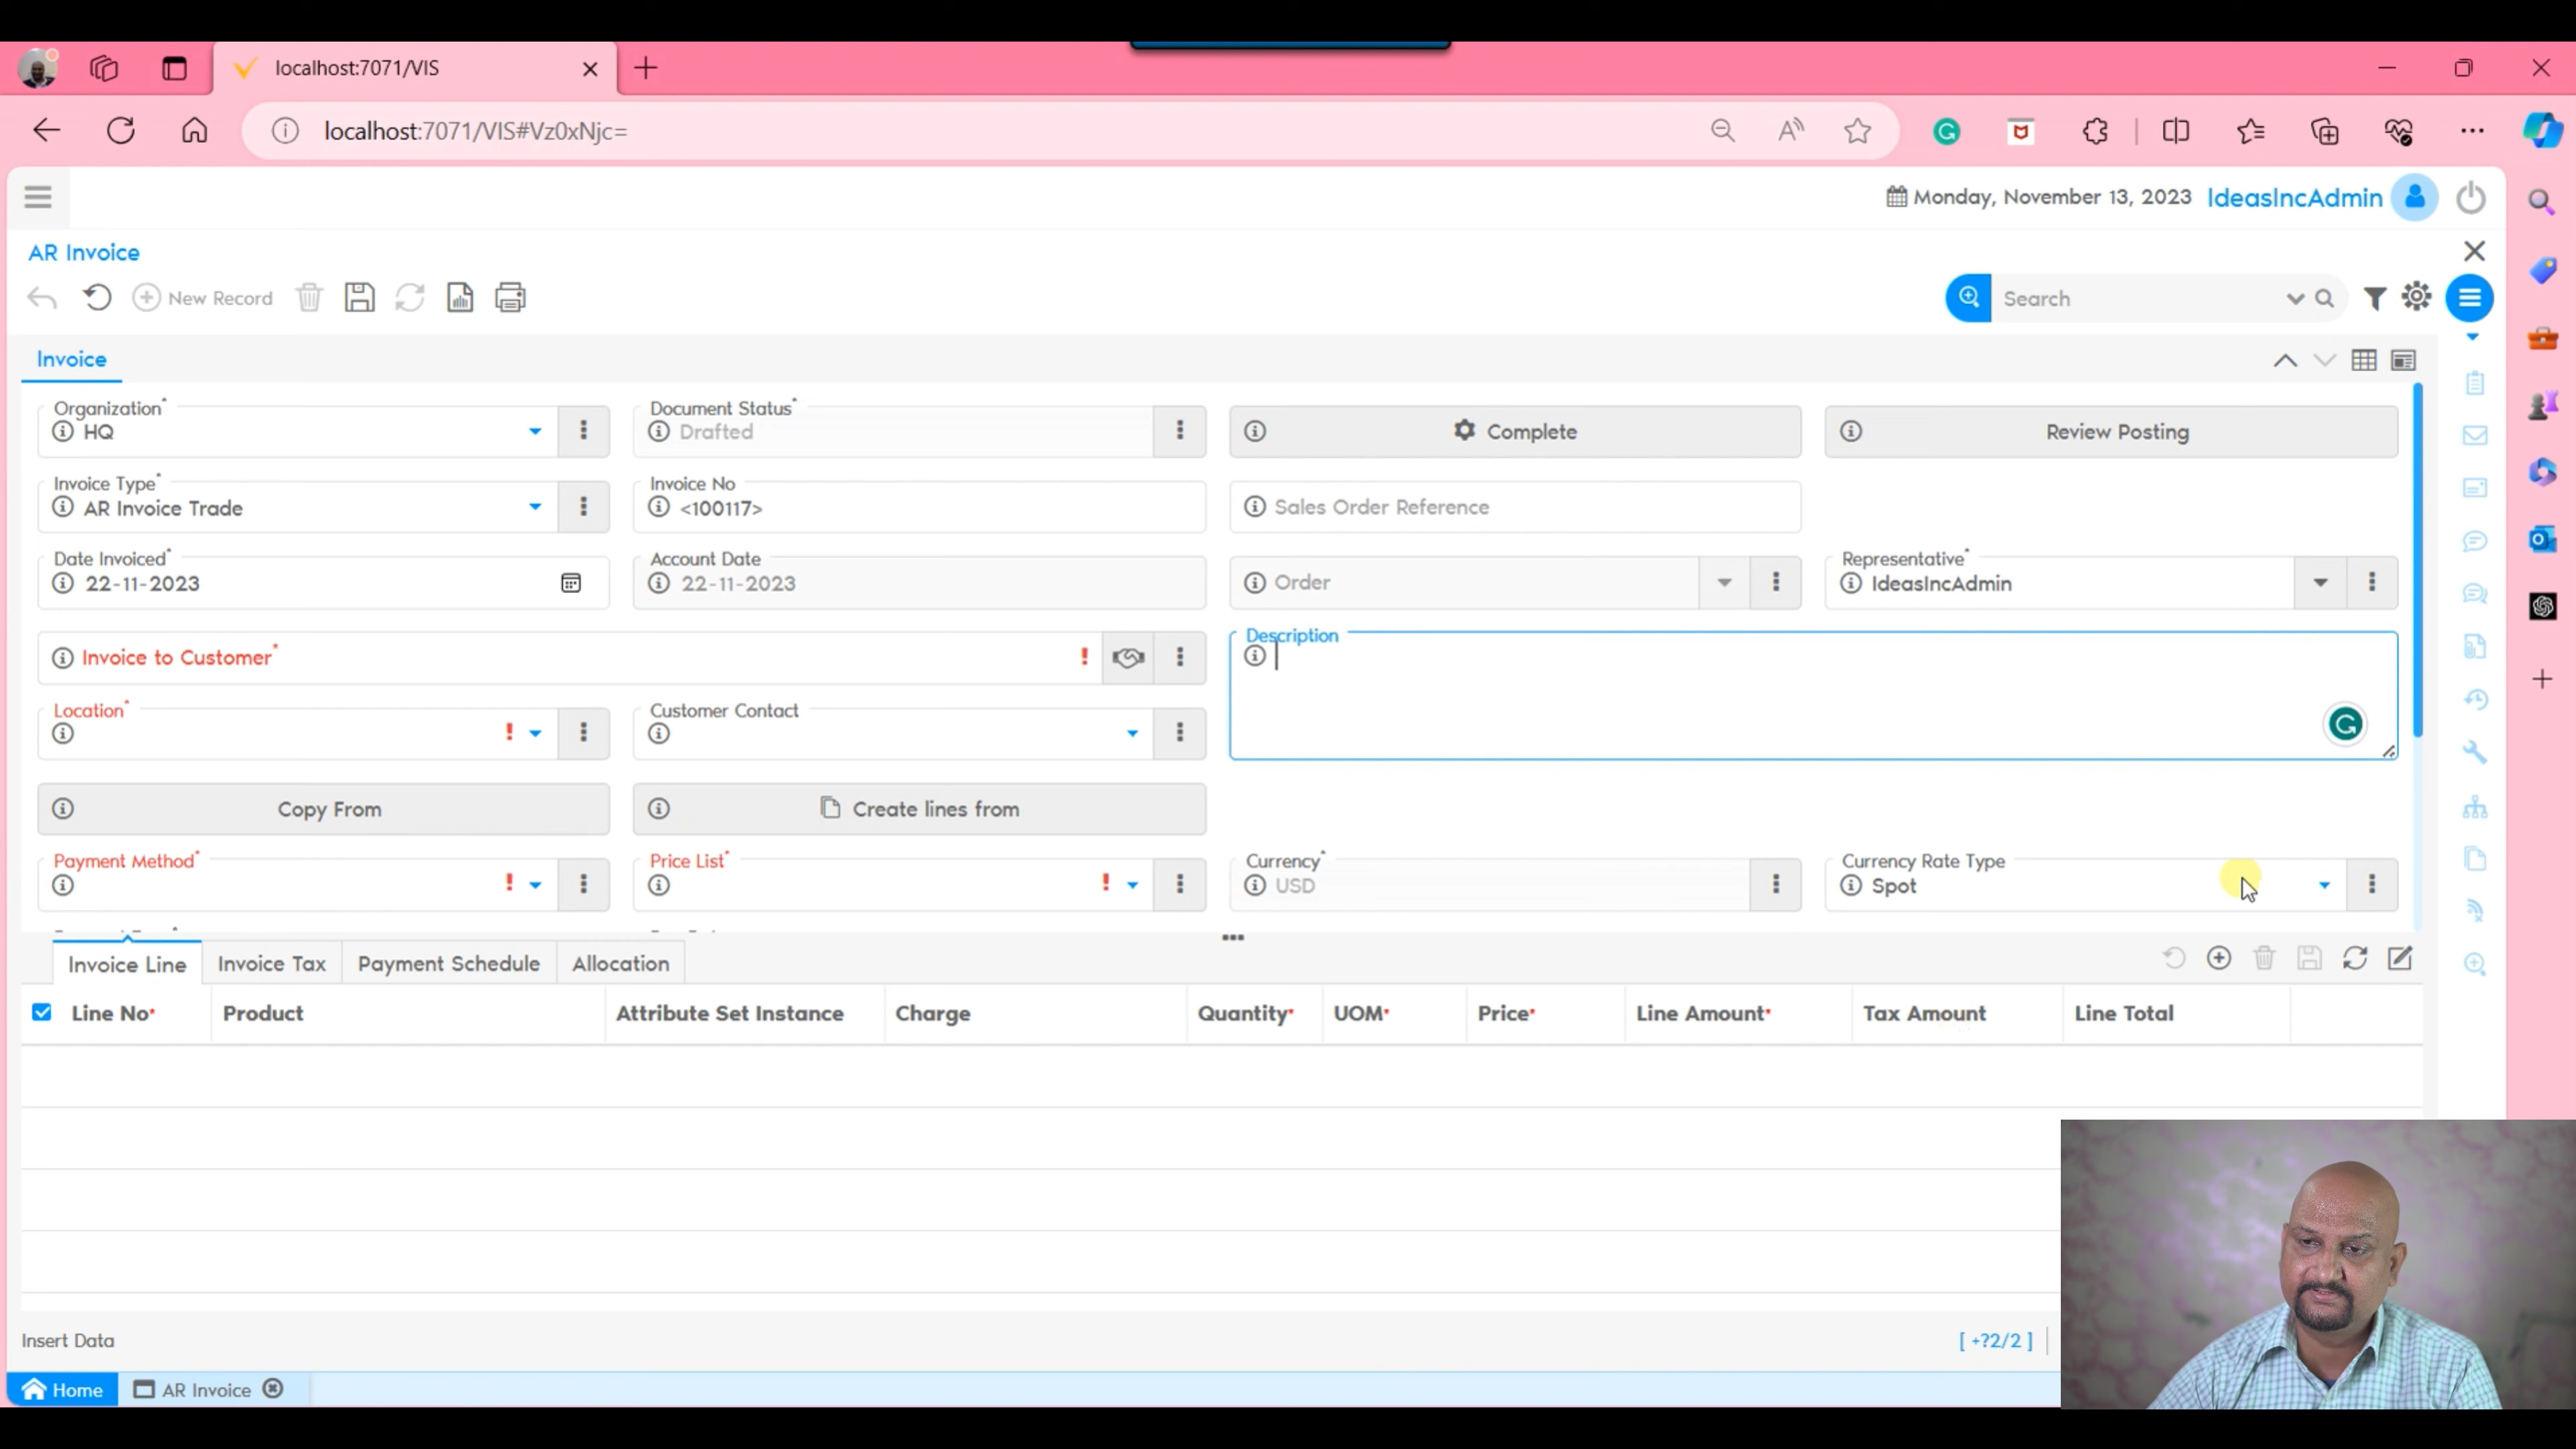 localhost:7071/VIS
localhost:7071/VIS#Vz0xNjc=
Monday, November 13, 2023 IdeasIncAdmin
AR Invoice
New Record
Search
Invoice
Organization*
HQ
Document Status*
Drafted
Complete
Review Posting
Invoice Type*
AR Invoice Trade
Invoice No
<100117>
Sales Order Reference
Date Invoiced*
22-11-2023
Account Date
22-11-2023
Order
Representative*
IdeasIncAdmin
Invoice to Customer*
!
Description
Location*
!
Customer Contact
Copy From
Create lines from
Payment Method*
!
Price List*
!
Currency*
USD
Currency Rate Type
Spot
Invoice Line
Invoice Tax
Payment Schedule
Allocation
Line No* Product Attribute Set Instance Charge Quantity* UOM* Price* Line Amount* Tax Amount Line Total
Insert Data
[ +?2/2 ]
Home
AR Invoice